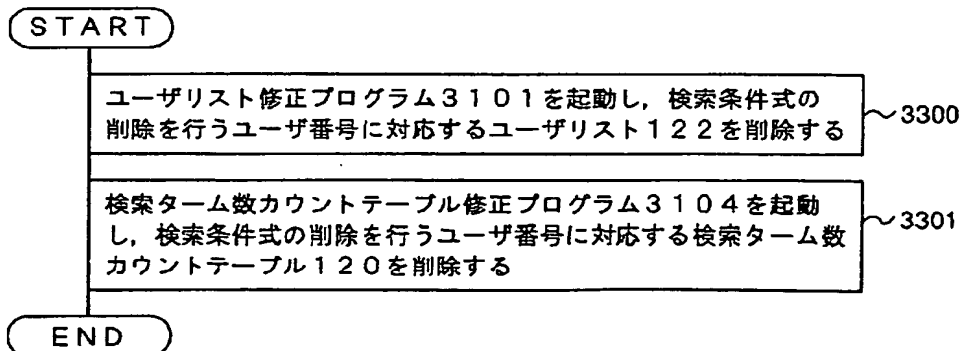 START
ユーザリスト修正プログラム3101を起動し，検索条件式の
削除を行うユーザ番号に対応するユーザリスト122を削除する
3300
検索ターム数カウントテーブル修正プログラム3104を起動
し，検索条件式の削除を行うユーザ番号に対応する検索ターム数
カウントテーブル120を削除する
3301
END